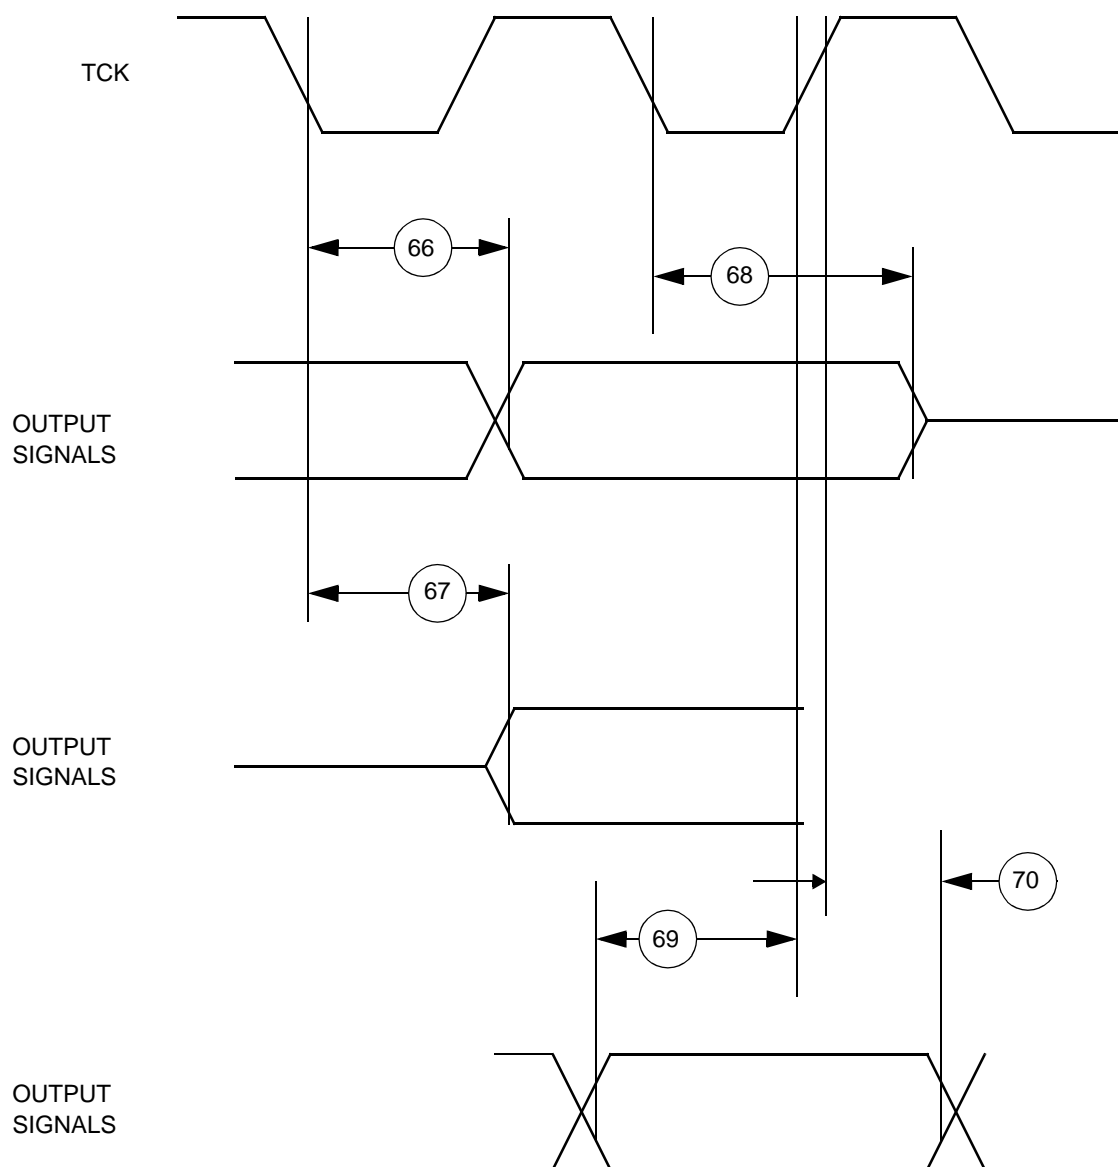 TCK
66
68
OUTPUT
SIGNALS
67
OUTPUT
SIGNALS
70
69
OUTPUT
SIGNALS